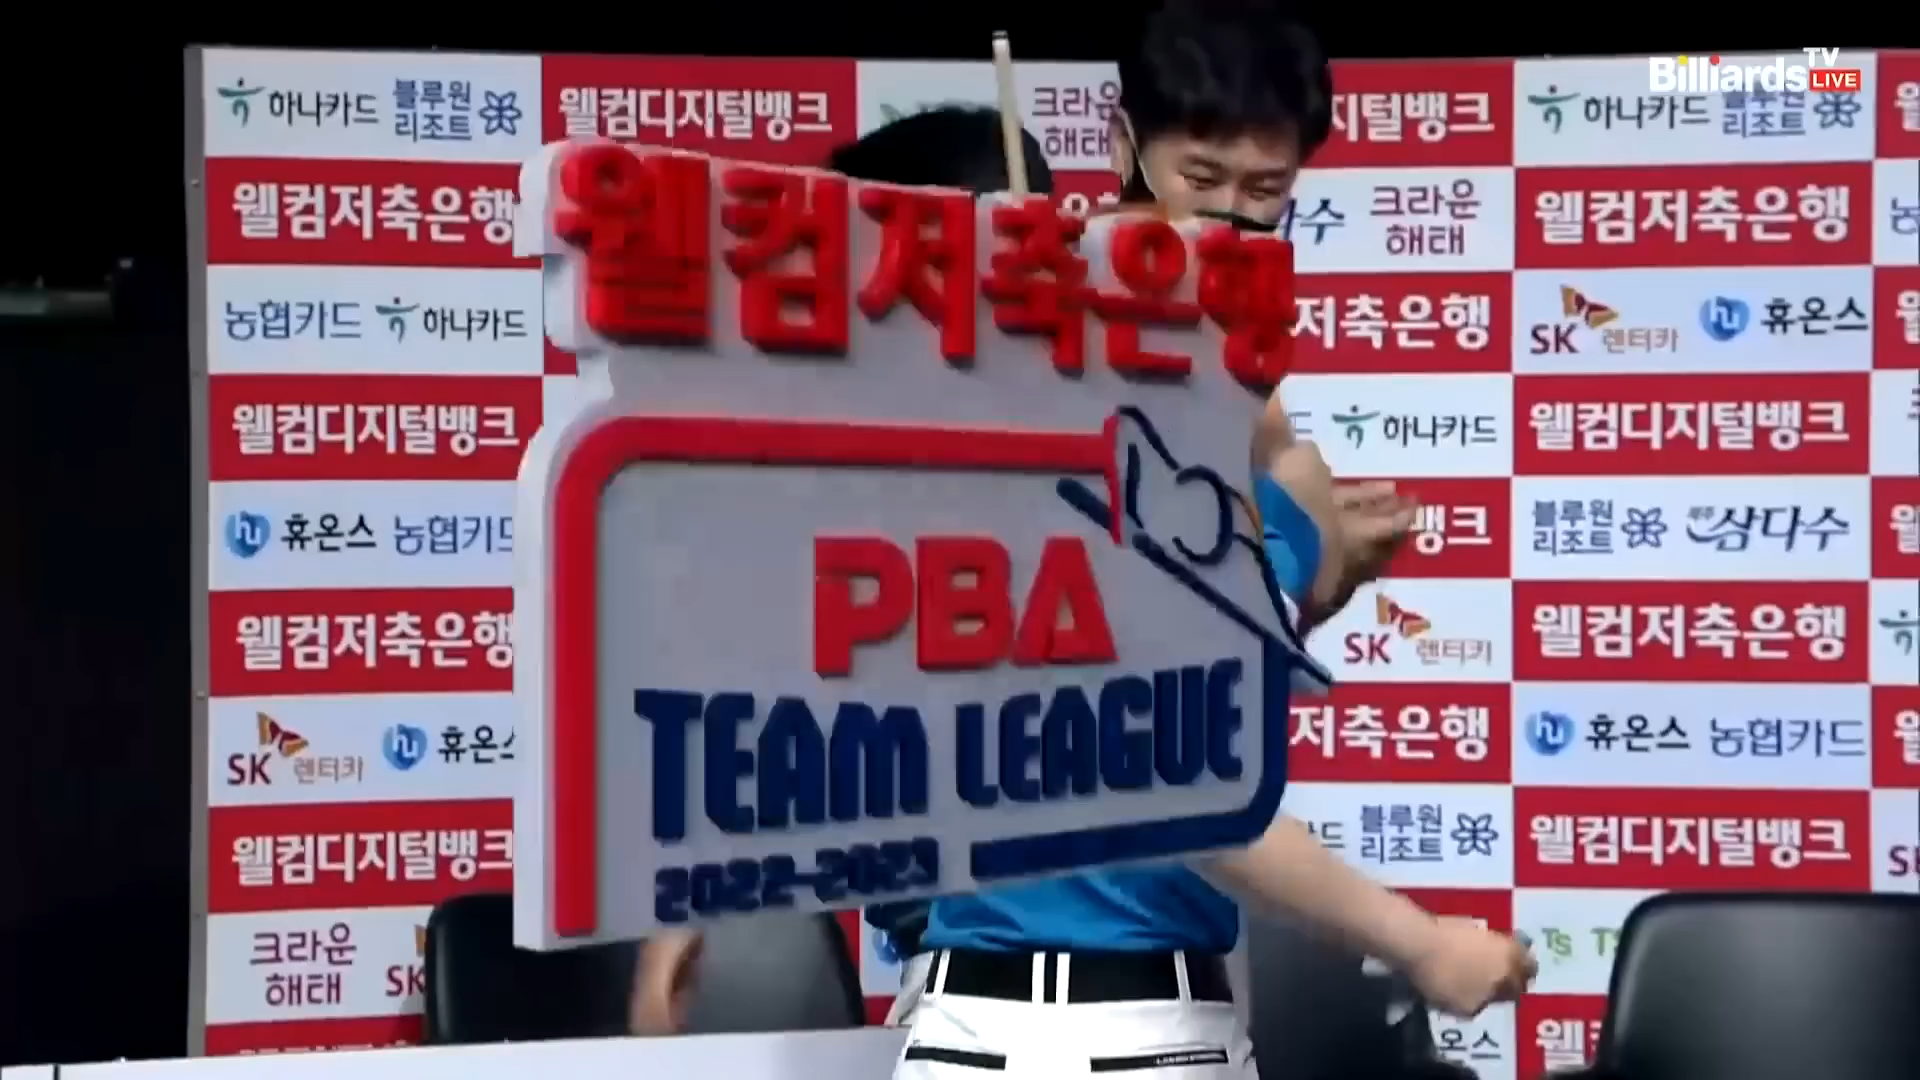 Billiards TV LIVE
하나카드 블루원 리조트 웰컴디지털뱅크 크라운 해태 지털뱅크 하나카드 블루원 리조트 웰
웰컴저축은행 크라운 해태 웰컴저축은행
농협카드 하나카드 저축은행 SK 렌터카 휴온스
웰컴디지털뱅크 하나카드 웰컴디지털뱅크
휴온스 농협카드 뱅크 블루원 리조트 제주 삼다수
웰컴저축은행 SK 렌터카 웰컴저축은행
SK 렌터카 휴온스 저축은행 휴온스 농협카드
웰컴디지털뱅크 블루원 리조트 웰컴디지털뱅크
크라운 해태 SK TS
휴온스 웰
웰컴저축은행
PBA
TEAM LEAGUE
2022-2023